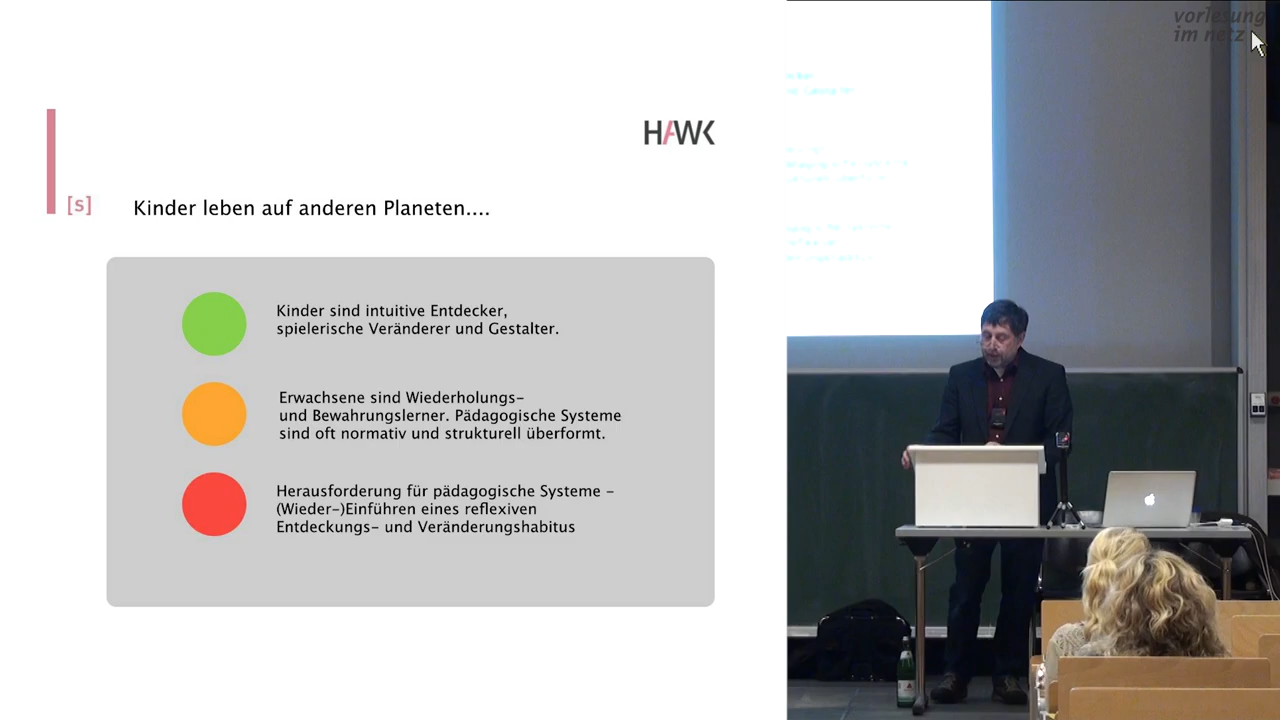 vorlesung
im netz
HAWK
[s]
Kinder leben auf anderen Planeten....
Kinder sind intuitive Entdecker,
spielerische Veränderer und Gestalter.
Erwachsene sind Wiederholungs-
und Bewahrungslerner. Pädagogische Systeme
sind oft normativ und strukturell überformt.
Herausforderung für pädagogische Systeme -
(Wieder-)Einführen eines reflexiven
Entdeckungs- und Veränderungshabitus